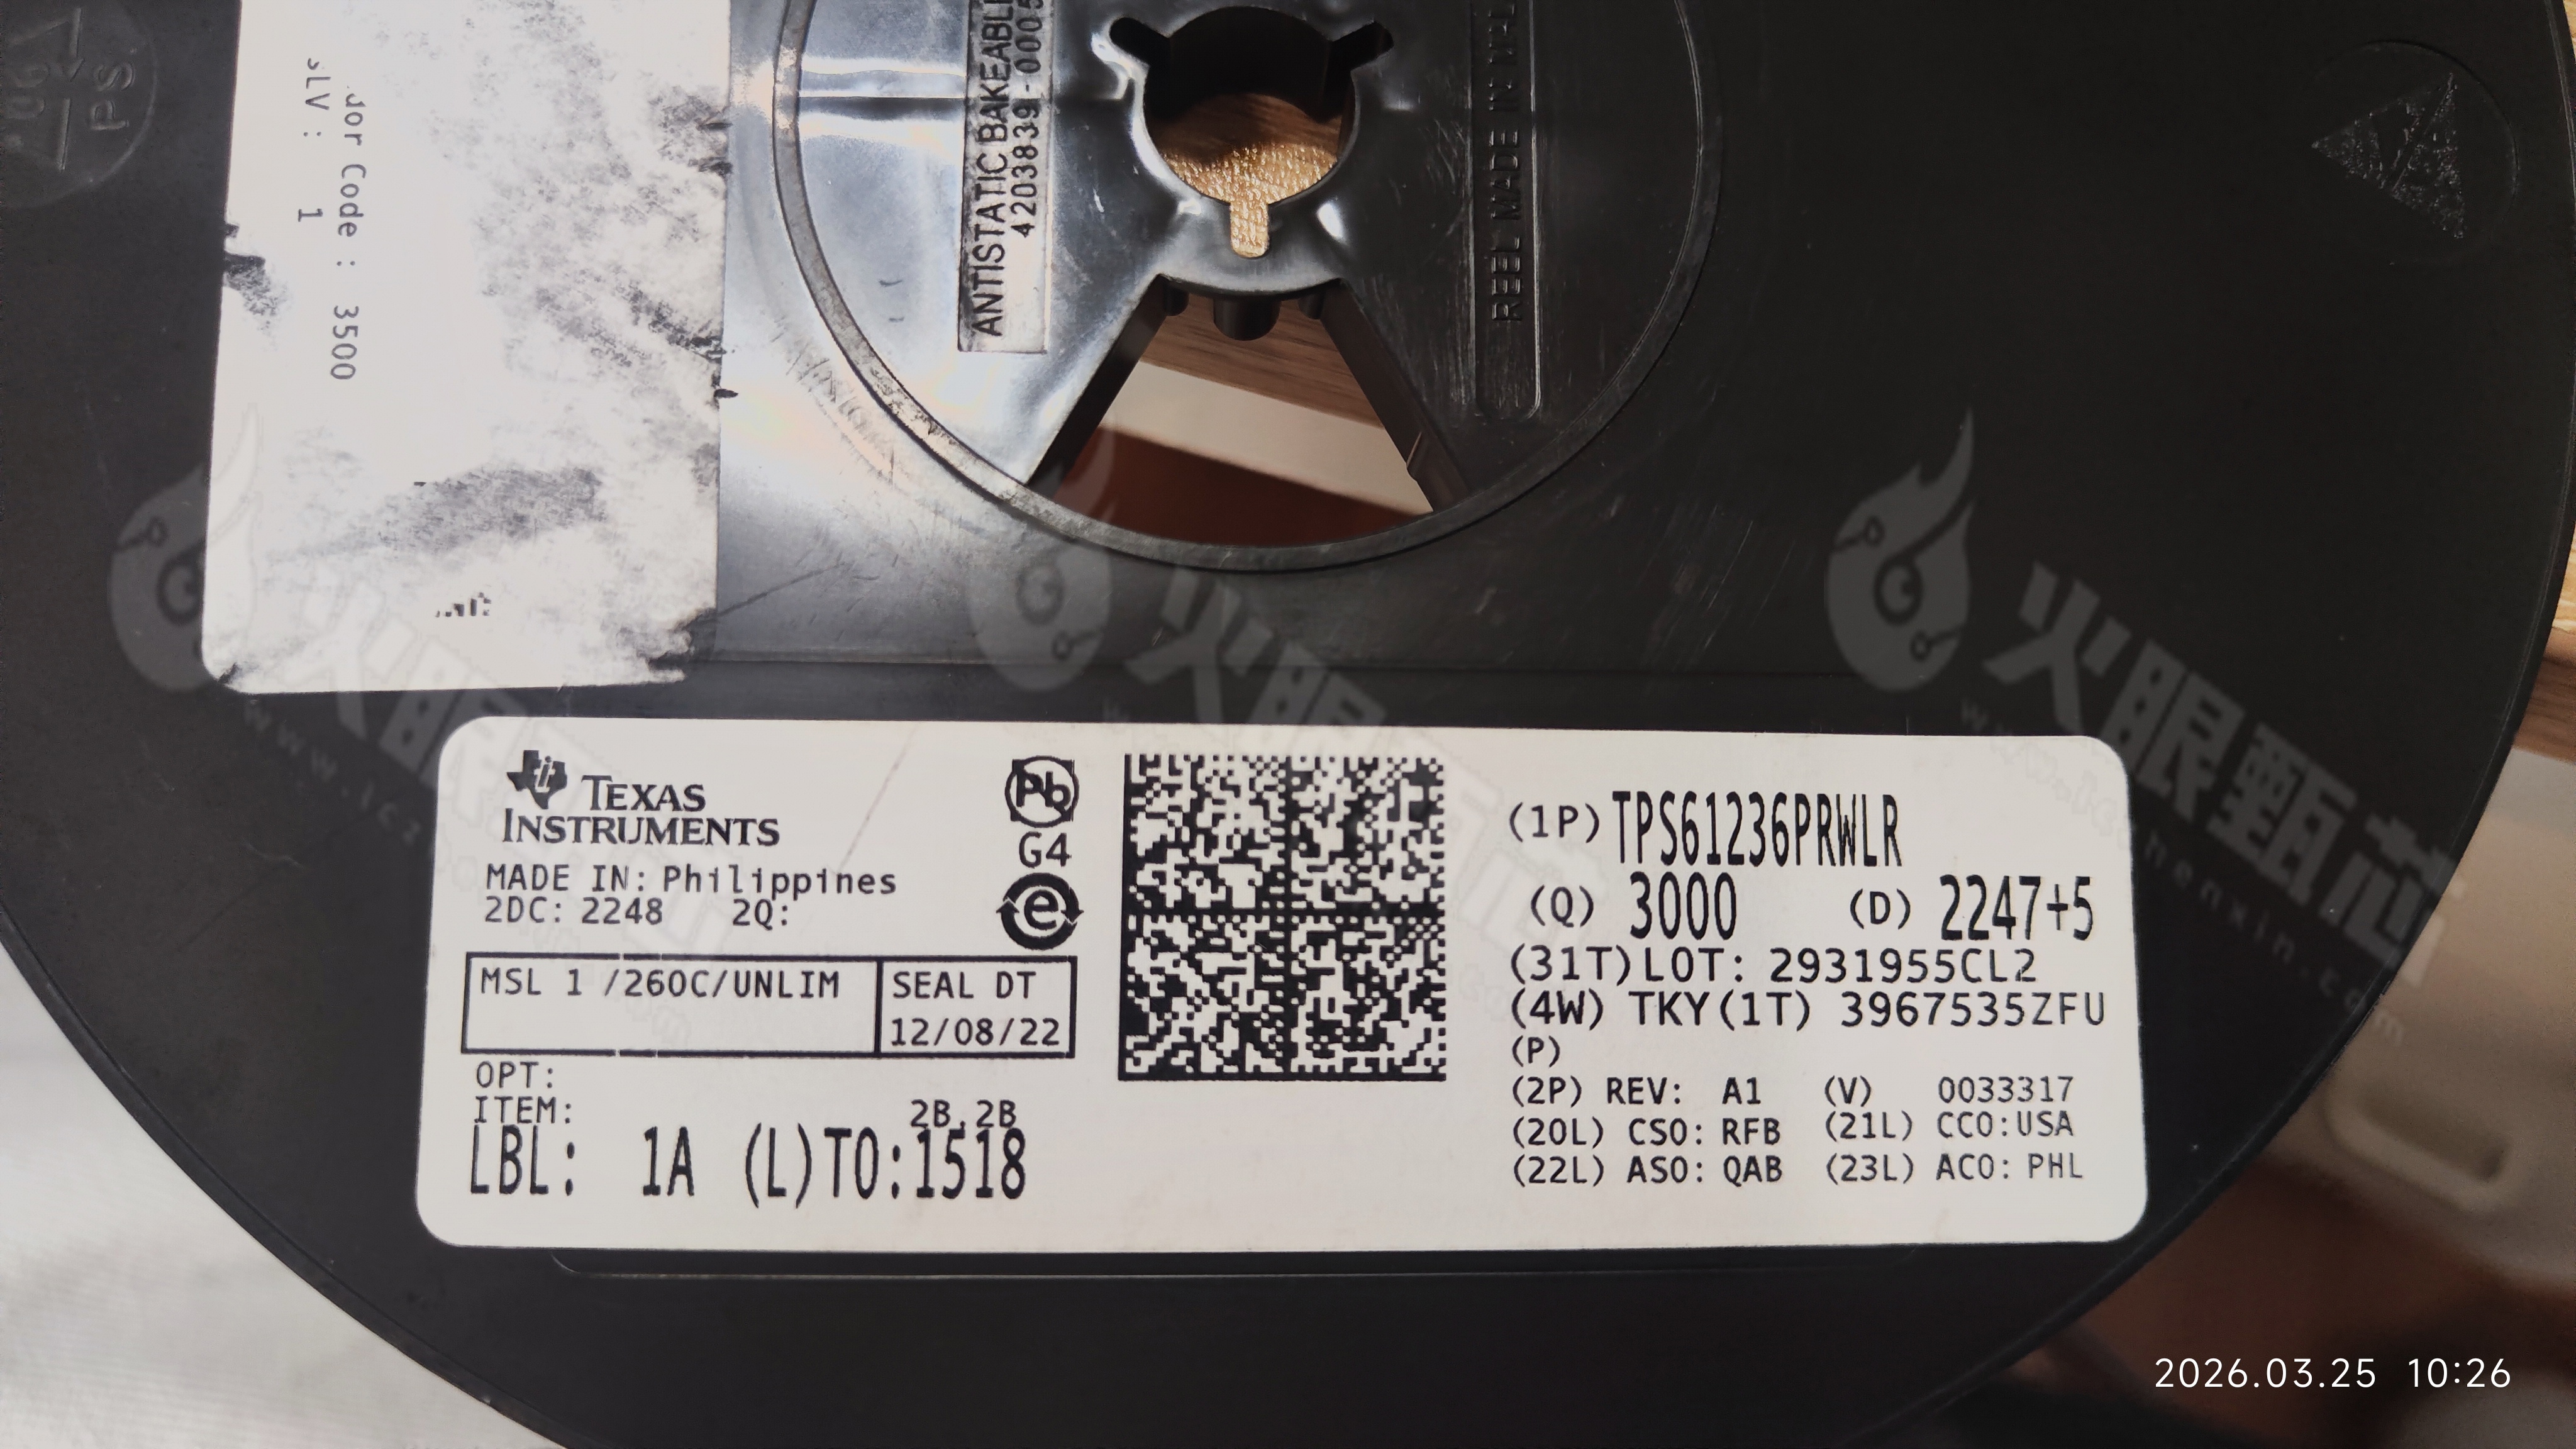 PS
dor Code : 3500
LV : 1
ANTISTATIC BAKEABL
4203839-0005
REEL MADE IN
TEXAS
INSTRUMENTS
MADE IN: Philippines
2DC: 2248 2Q:
Pb
G4
e
MSL 1 /260C/UNLIM
SEAL DT
12/08/22
OPT:
ITEM:
2B,2B
LBL: 1A (L)TO:1518
(1P) TPS61236PRWLR
(Q) 3000 (D) 2247+5
(31T)LOT: 2931955CL2
(4W) TKY(1T) 3967535ZFU
(P)
(2P) REV: A1 (V) 0033317
(20L) CSO: RFB (21L) CCO:USA
(22L) ASO: QAB (23L) ACO: PHL
火眼甄芯
2026.03.25 10:26